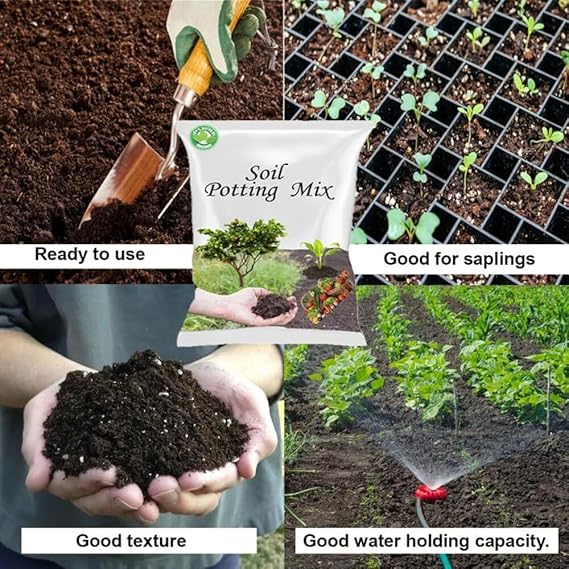 Soil
Potting Mix
Ready to use
Good for saplings
Good texture
Good water holding capacity.